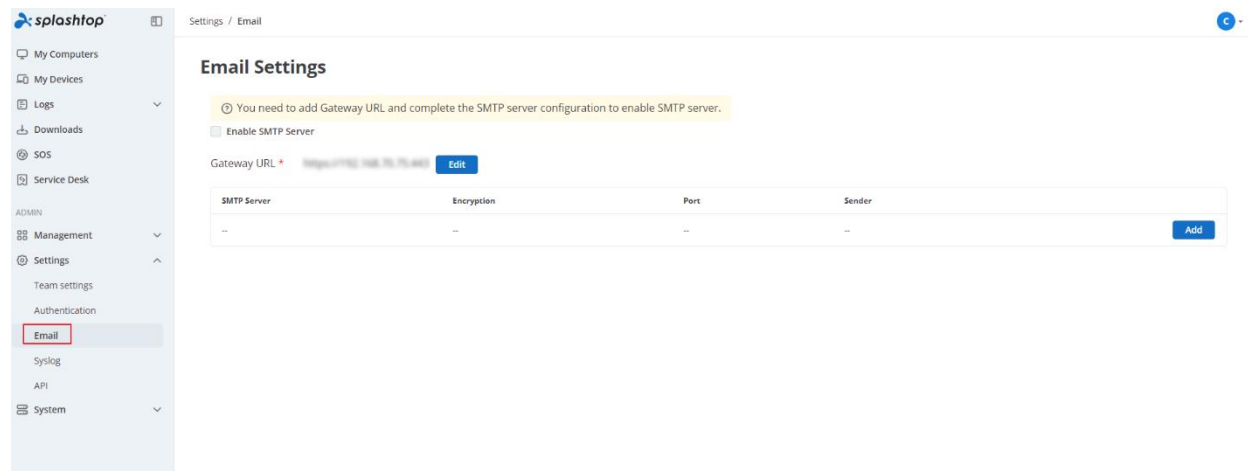 splashtop
Settings / Email
C
My Computers
My Devices
Logs
Downloads
SOS
Service Desk
ADMIN
Management
Settings
Team settings
Authentication
Email
Syslog
API
System
Email Settings
You need to add Gateway URL and complete the SMTP server configuration to enable SMTP server.
Enable SMTP Server
Gateway URL * Edit
SMTP Server Encryption Port Sender
-- -- -- -- Add